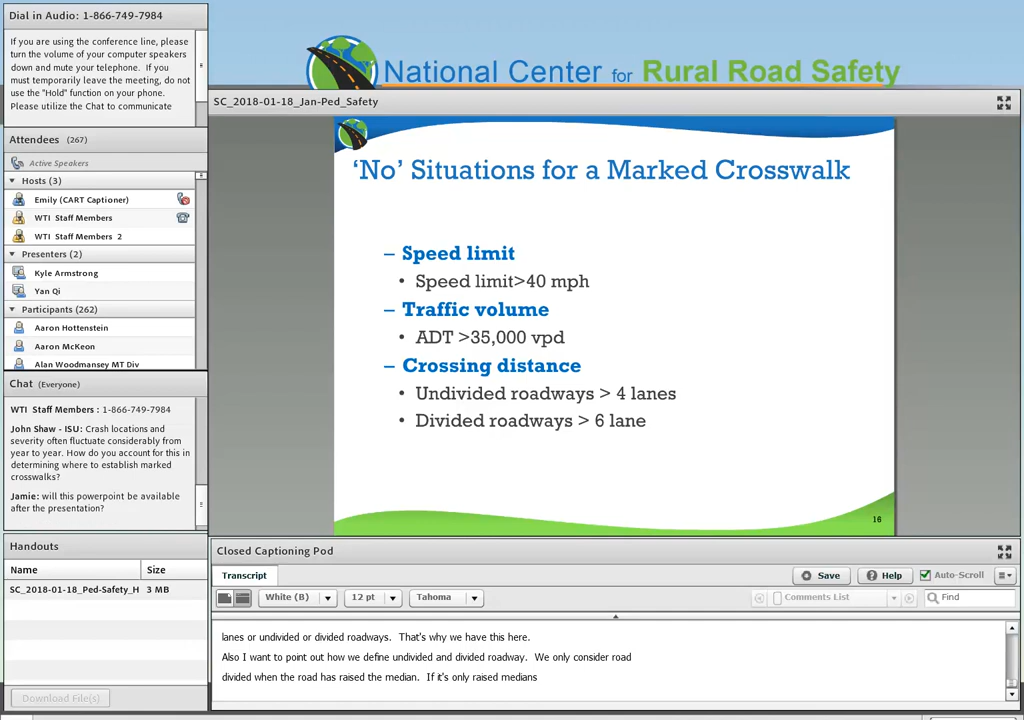 Dial in Audio: 1-866-749-7984
If you are using the conference line, please
turn the volume of your computer speakers
down and mute your telephone. If you
must temporarily leave the meeting, do not
use the "Hold" function on your phone.
Please utilize the Chat to communicate
National Center for Rural Road Safety
Attendees (267)
Active Speakers
Hosts (3)
Emily (CART Captioner)
WTI Staff Members
WTI Staff Members 2
Presenters (2)
Kyle Armstrong
Yan Qi
Participants (262)
Aaron Hottenstein
Aaron McKeon
Alan Woodmansey MT Div
Chat (Everyone)
WTI Staff Members : 1-866-749-7984
John Shaw - ISU: Crash locations and
severity often fluctuate considerably from
year to year. How do you account for this in
determining where to establish marked
crosswalks?
Jamie: will this powerpoint be available
after the presentation?
Handouts
Name Size
SC_2018-01-18_Ped-Safety_H 3 MB
Download File(s)
SC_2018-01-18_Jan-Ped_Safety
‘No’ Situations for a Marked Crosswalk
– Speed limit
• Speed limit>40 mph
– Traffic volume
• ADT >35,000 vpd
– Crossing distance
• Undivided roadways > 4 lanes
• Divided roadways > 6 lane
16
Closed Captioning Pod
Transcript Save Help Auto-Scroll
White (B) 12 pt Tahoma Comments List Find
lanes or undivided or divided roadways. That's why we have this here.
Also I want to point out how we define undivided and divided roadway. We only consider road
divided when the road has raised the median. If it's only raised medians